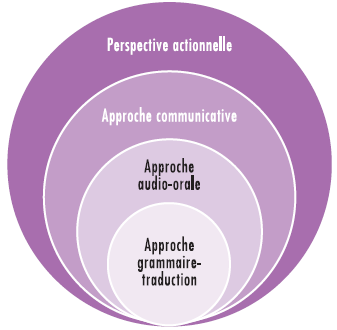 Perspective actionnelle
Approche communicative
Approche
audio-orale
Approche
grammaire-
traduction